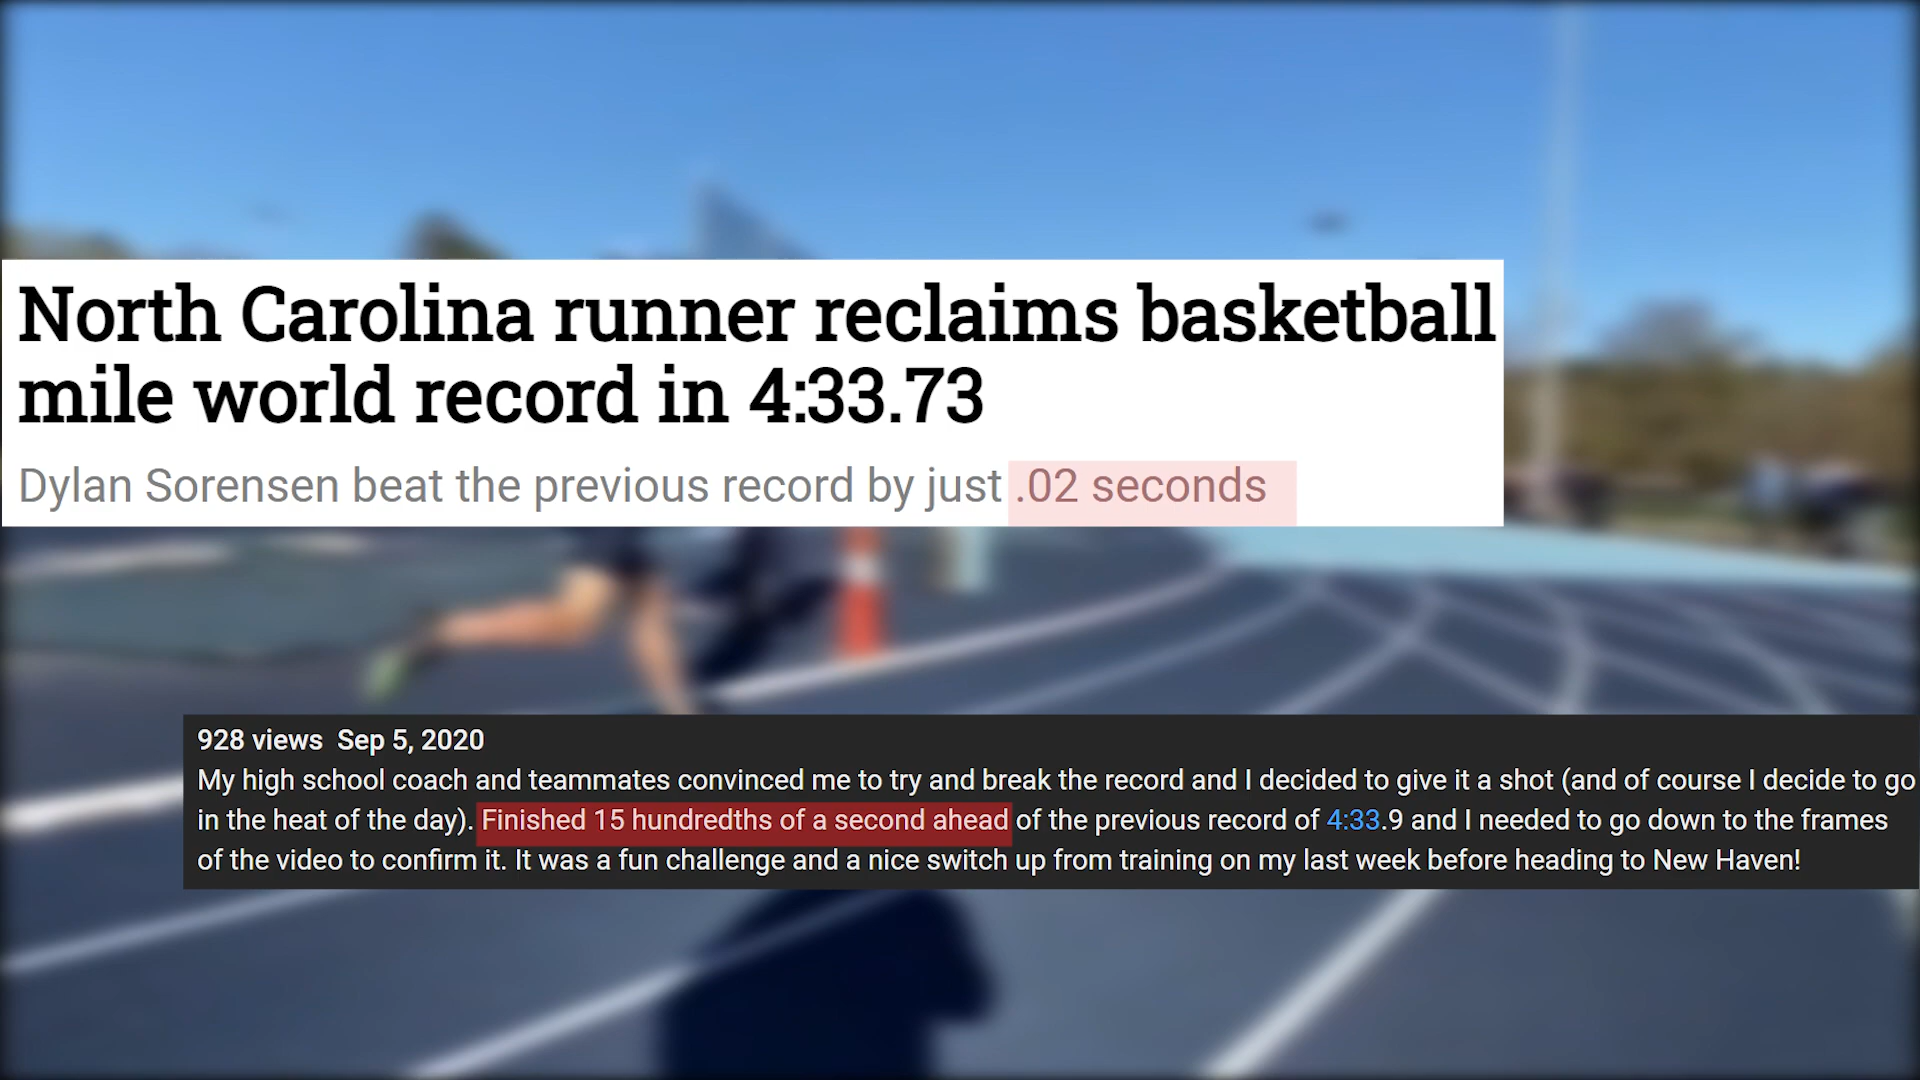 North Carolina runner reclaims basketball
mile world record in 4:33.73
Dylan Sorensen beat the previous record by just .02 seconds
928 views  Sep 5, 2020
My high school coach and teammates convinced me to try and break the record and I decided to give it a shot (and of course I decide to go
in the heat of the day). Finished 15 hundredths of a second ahead of the previous record of 4:33.9 and I needed to go down to the frames
of the video to confirm it. It was a fun challenge and a nice switch up from training on my last week before heading to New Haven!